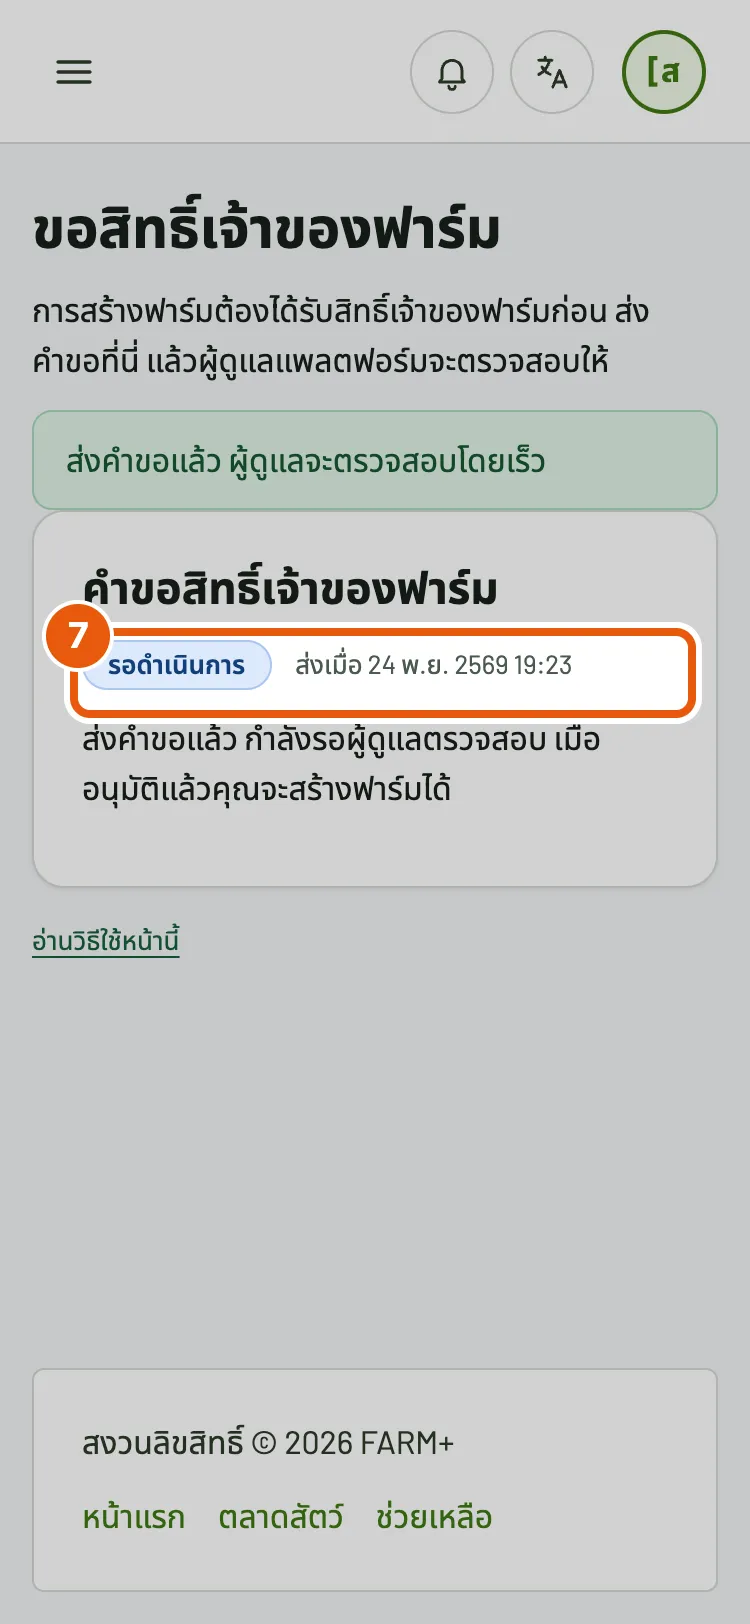 [ส
ขอสิทธิ์เจ้าของฟาร์ม
การสร้างฟาร์มต้องได้รับสิทธิ์เจ้าของฟาร์มก่อน ส่ง
คำขอที่นี่ แล้วผู้ดูแลแพลตฟอร์มจะตรวจสอบให้
ส่งคำขอแล้ว ผู้ดูแลจะตรวจสอบโดยเร็ว
คำขอสิทธิ์เจ้าของฟาร์ม
7
รอดำเนินการ ส่งเมื่อ 24 พ.ย. 2569 19:23
ส่งคำขอแล้ว กำลังรอผู้ดูแลตรวจสอบ เมื่อ
อนุมัติแล้วคุณจะสร้างฟาร์มได้
อ่านวิธีใช้หน้านี้
สงวนลิขสิทธิ์ © 2026 FARM+
หน้าแรก ตลาดสัตว์ ช่วยเหลือ